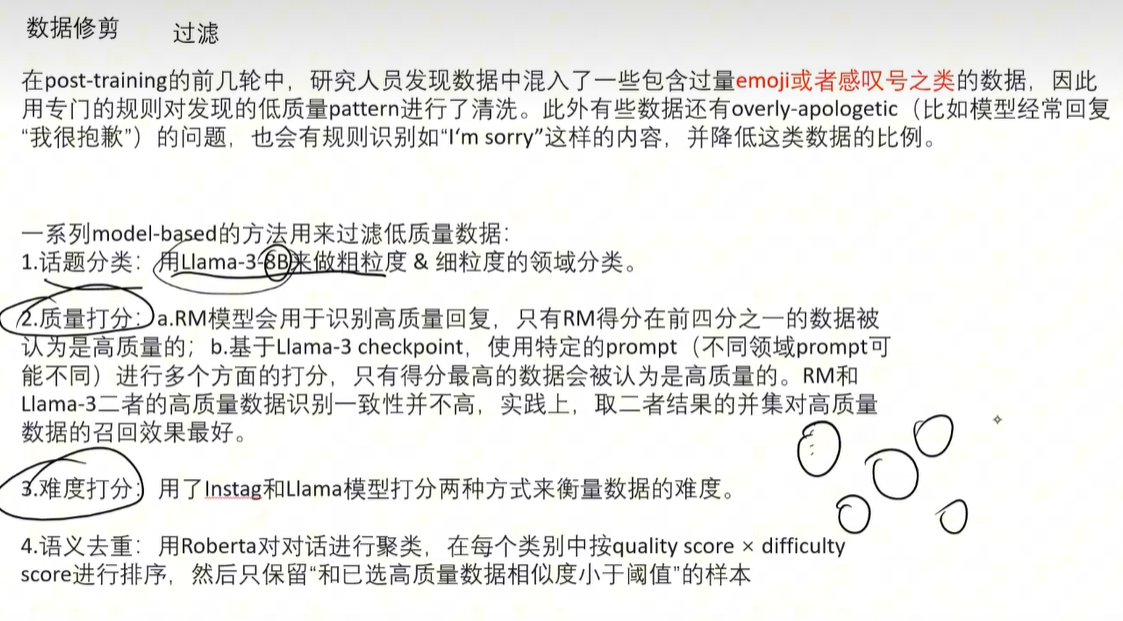 数据修剪 过滤
在post-training的前几轮中，研究人员发现数据中混入了一些包含过量emoji或者感叹号之类的数据，因此
用专门的规则对发现的低质量pattern进行了清洗。此外有些数据还有overly-apologetic（比如模型经常回复
“我很抱歉”）的问题，也会有规则识别如“I‘m sorry”这样的内容，并降低这类数据的比例。
一系列model-based的方法用来过滤低质量数据：
1.话题分类：用Llama-3-8B来做粗粒度 & 细粒度的领域分类。
2.质量打分：a.RM模型会用于识别高质量回复，只有RM得分在前四分之一的数据被
认为是高质量的；b.基于Llama-3 checkpoint，使用特定的prompt（不同领域prompt可
能不同）进行多个方面的打分，只有得分最高的数据会被认为是高质量的。RM和
Llama-3二者的高质量数据识别一致性并不高，实践上，取二者结果的并集对高质量
数据的召回效果最好。
3.难度打分：用了Instag和Llama模型打分两种方式来衡量数据的难度。
4.语义去重：用Roberta对对话进行聚类，在每个类别中按quality score × difficulty
score进行排序，然后只保留“和已选高质量数据相似度小于阈值”的样本